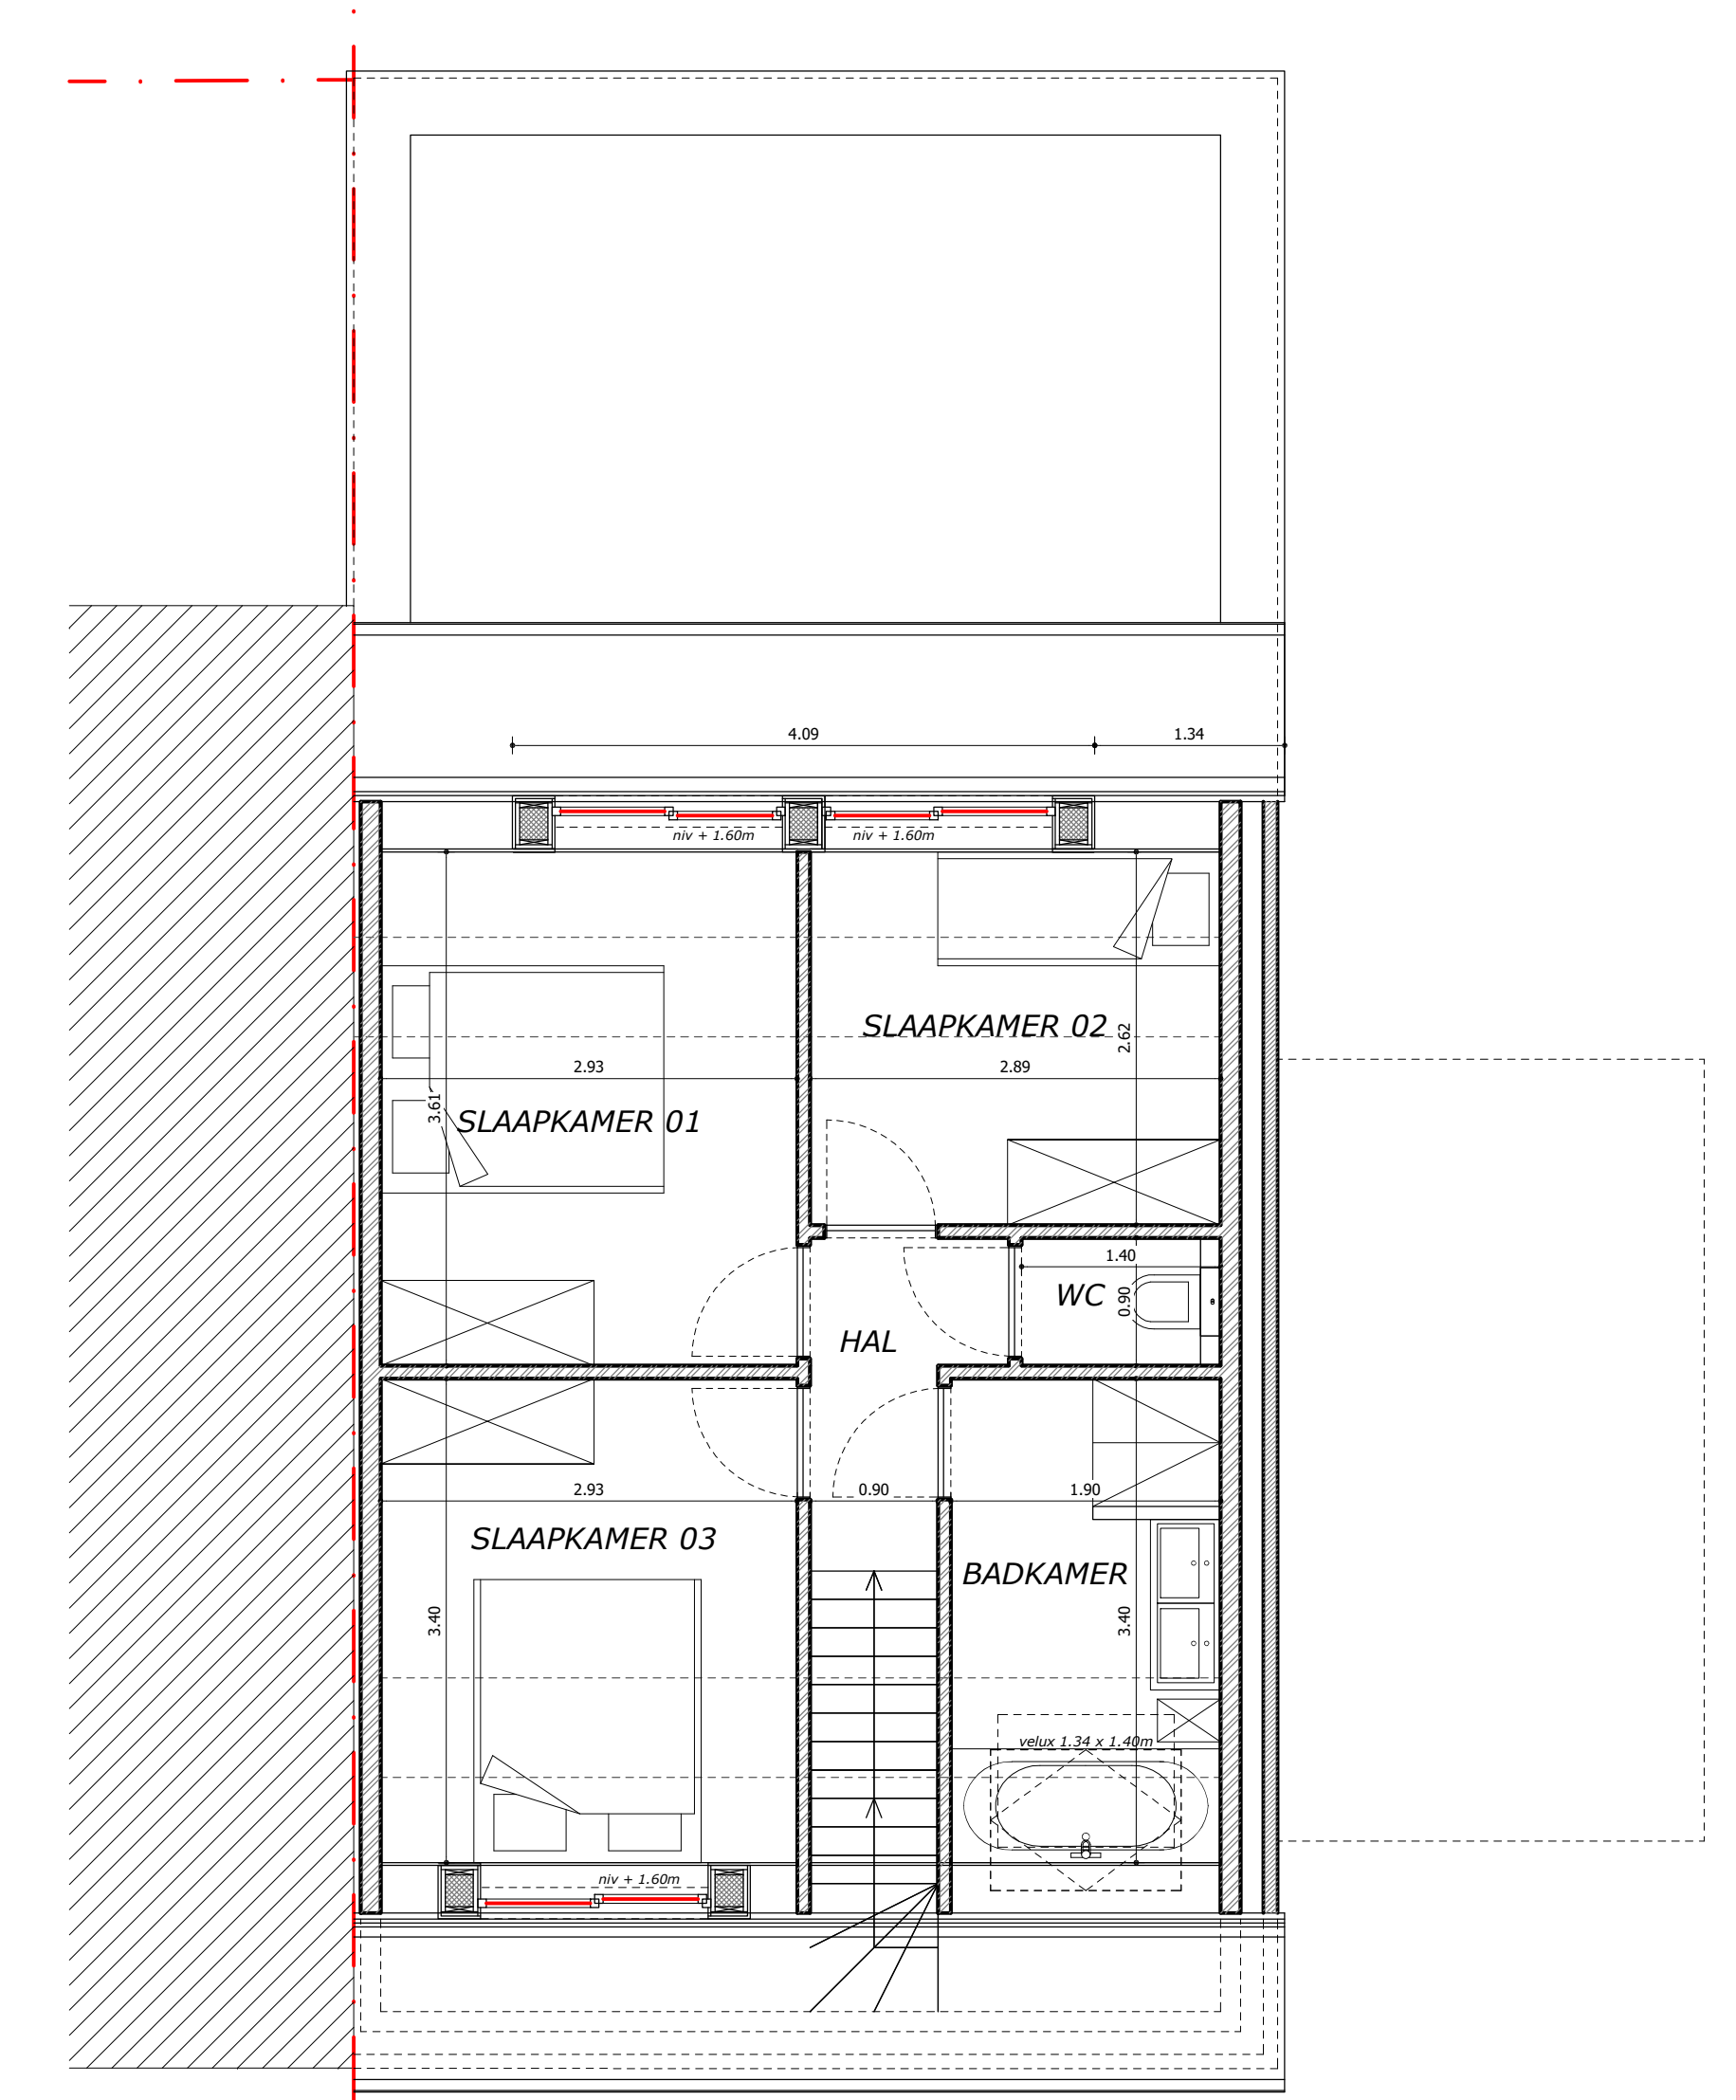 4.09
1.34
niv + 1.60m
niv + 1.60m
SLAAPKAMER 02
2.62
2.93
2.89
3.61
SLAAPKAMER 01
1.40
WC
0.90
HAL
2.93
0.90
1.90
SLAAPKAMER 03
BADKAMER
3.40
3.40
velux 1.34 x 1.40m
niv + 1.60m